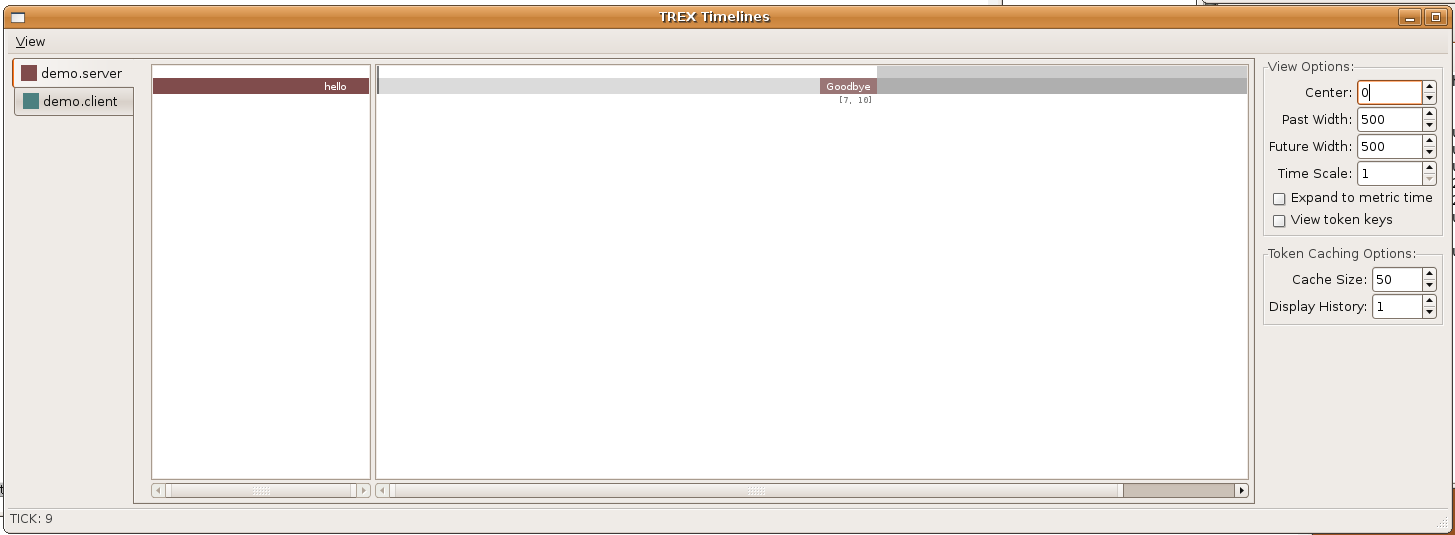 TREX Timelines
View
demo.server
demo.client
hello
Goodbye
[7, 10]
View Options:
Center: 0
Past Width: 500
Future Width: 500
Time Scale: 1
Expand to metric time
View token keys
Token Caching Options:
Cache Size: 50
Display History: 1
TICK: 9